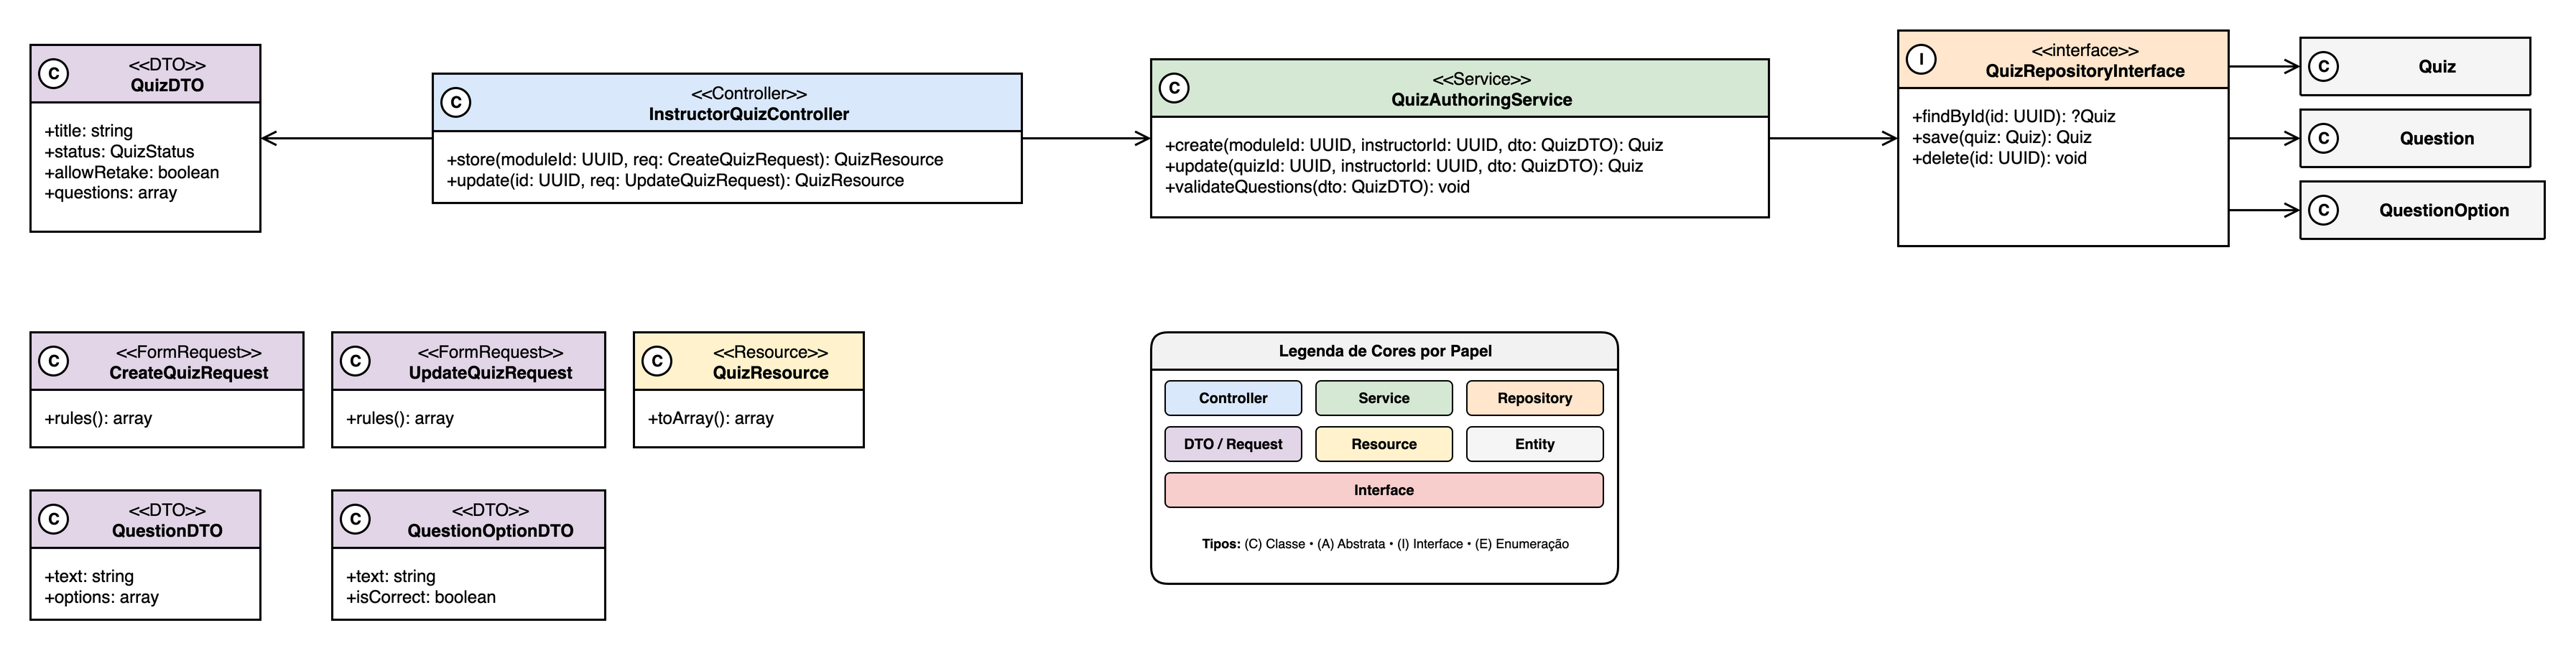 C
<<DTO>>
QuizDTO
+title: string
+status: QuizStatus
+allowRetake: boolean
+questions: array
C
<<Controller>>
InstructorQuizController
+store(moduleId: UUID, req: CreateQuizRequest): QuizResource
+update(id: UUID, req: UpdateQuizRequest): QuizResource
C
<<Service>>
QuizAuthoringService
+create(moduleId: UUID, instructorId: UUID, dto: QuizDTO): Quiz
+update(quizId: UUID, instructorId: UUID, dto: QuizDTO): Quiz
+validateQuestions(dto: QuizDTO): void
I
<<interface>>
QuizRepositoryInterface
+findById(id: UUID): ?Quiz
+save(quiz: Quiz): Quiz
+delete(id: UUID): void
C Quiz
C Question
C QuestionOption
C
<<FormRequest>>
CreateQuizRequest
+rules(): array
C
<<FormRequest>>
UpdateQuizRequest
+rules(): array
C
<<Resource>>
QuizResource
+toArray(): array
C
<<DTO>>
QuestionDTO
+text: string
+options: array
C
<<DTO>>
QuestionOptionDTO
+text: string
+isCorrect: boolean
Legenda de Cores por Papel
Controller Service Repository
DTO / Request Resource Entity
Interface
Tipos: (C) Classe • (A) Abstrata • (I) Interface • (E) Enumeração